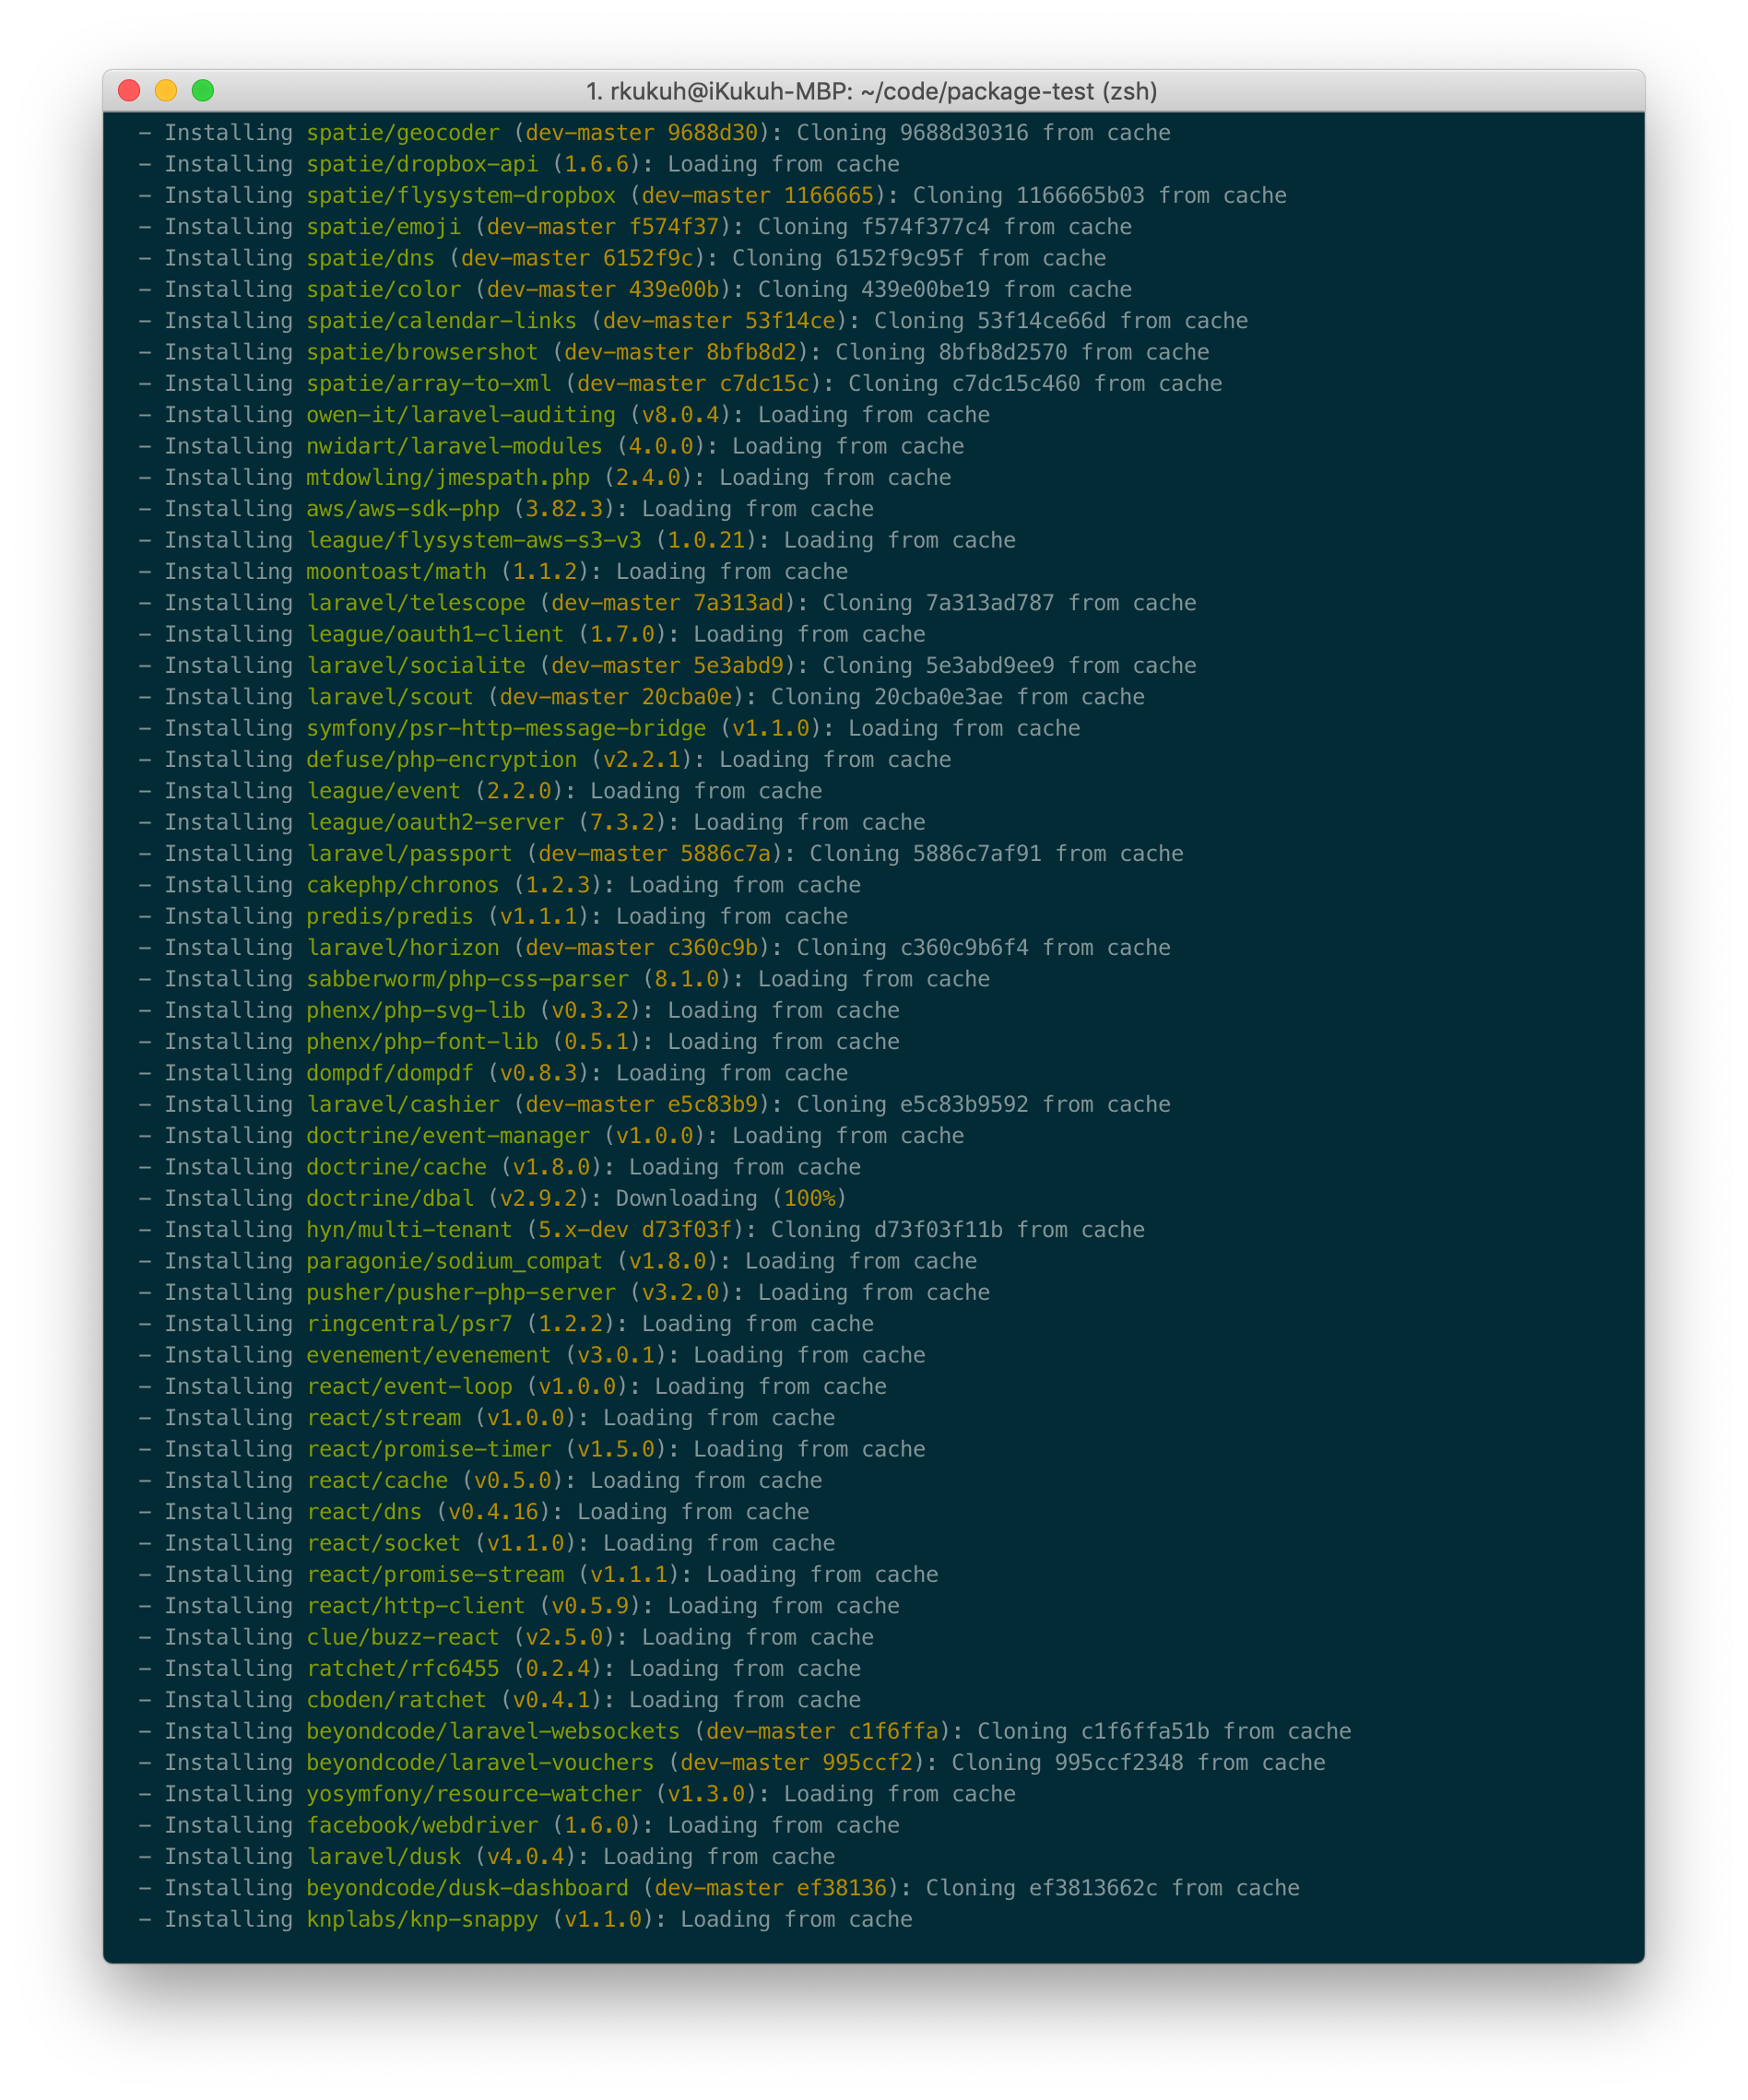 1. rkukuh@iKukuh-MBP: ~/code/package-test (zsh)
- Installing spatie/geocoder (dev-master 9688d30): Cloning 9688d30316 from cache
- Installing spatie/dropbox-api (1.6.6): Loading from cache
- Installing spatie/flysystem-dropbox (dev-master 1166665): Cloning 1166665b03 from cache
- Installing spatie/emoji (dev-master f574f37): Cloning f574f377c4 from cache
- Installing spatie/dns (dev-master 6152f9c): Cloning 6152f9c95f from cache
- Installing spatie/color (dev-master 439e00b): Cloning 439e00be19 from cache
- Installing spatie/calendar-links (dev-master 53f14ce): Cloning 53f14ce66d from cache
- Installing spatie/browsershot (dev-master 8bfb8d2): Cloning 8bfb8d2570 from cache
- Installing spatie/array-to-xml (dev-master c7dc15c): Cloning c7dc15c460 from cache
- Installing owen-it/laravel-auditing (v8.0.4): Loading from cache
- Installing nwidart/laravel-modules (4.0.0): Loading from cache
- Installing mtdowling/jmespath.php (2.4.0): Loading from cache
- Installing aws/aws-sdk-php (3.82.3): Loading from cache
- Installing league/flysystem-aws-s3-v3 (1.0.21): Loading from cache
- Installing moontoast/math (1.1.2): Loading from cache
- Installing laravel/telescope (dev-master 7a313ad): Cloning 7a313ad787 from cache
- Installing league/oauth1-client (1.7.0): Loading from cache
- Installing laravel/socialite (dev-master 5e3abd9): Cloning 5e3abd9ee9 from cache
- Installing laravel/scout (dev-master 20cba0e): Cloning 20cba0e3ae from cache
- Installing symfony/psr-http-message-bridge (v1.1.0): Loading from cache
- Installing defuse/php-encryption (v2.2.1): Loading from cache
- Installing league/event (2.2.0): Loading from cache
- Installing league/oauth2-server (7.3.2): Loading from cache
- Installing laravel/passport (dev-master 5886c7a): Cloning 5886c7af91 from cache
- Installing cakephp/chronos (1.2.3): Loading from cache
- Installing predis/predis (v1.1.1): Loading from cache
- Installing laravel/horizon (dev-master c360c9b): Cloning c360c9b6f4 from cache
- Installing sabberworm/php-css-parser (8.1.0): Loading from cache
- Installing phenx/php-svg-lib (v0.3.2): Loading from cache
- Installing phenx/php-font-lib (0.5.1): Loading from cache
- Installing dompdf/dompdf (v0.8.3): Loading from cache
- Installing laravel/cashier (dev-master e5c83b9): Cloning e5c83b9592 from cache
- Installing doctrine/event-manager (v1.0.0): Loading from cache
- Installing doctrine/cache (v1.8.0): Loading from cache
- Installing doctrine/dbal (v2.9.2): Downloading (100%)
- Installing hyn/multi-tenant (5.x-dev d73f03f): Cloning d73f03f11b from cache
- Installing paragonie/sodium_compat (v1.8.0): Loading from cache
- Installing pusher/pusher-php-server (v3.2.0): Loading from cache
- Installing ringcentral/psr7 (1.2.2): Loading from cache
- Installing evenement/evenement (v3.0.1): Loading from cache
- Installing react/event-loop (v1.0.0): Loading from cache
- Installing react/stream (v1.0.0): Loading from cache
- Installing react/promise-timer (v1.5.0): Loading from cache
- Installing react/cache (v0.5.0): Loading from cache
- Installing react/dns (v0.4.16): Loading from cache
- Installing react/socket (v1.1.0): Loading from cache
- Installing react/promise-stream (v1.1.1): Loading from cache
- Installing react/http-client (v0.5.9): Loading from cache
- Installing clue/buzz-react (v2.5.0): Loading from cache
- Installing ratchet/rfc6455 (0.2.4): Loading from cache
- Installing cboden/ratchet (v0.4.1): Loading from cache
- Installing beyondcode/laravel-websockets (dev-master c1f6ffa): Cloning c1f6ffa51b from cache
- Installing beyondcode/laravel-vouchers (dev-master 995ccf2): Cloning 995ccf2348 from cache
- Installing yosymfony/resource-watcher (v1.3.0): Loading from cache
- Installing facebook/webdriver (1.6.0): Loading from cache
- Installing laravel/dusk (v4.0.4): Loading from cache
- Installing beyondcode/dusk-dashboard (dev-master ef38136): Cloning ef3813662c from cache
- Installing knplabs/knp-snappy (v1.1.0): Loading from cache